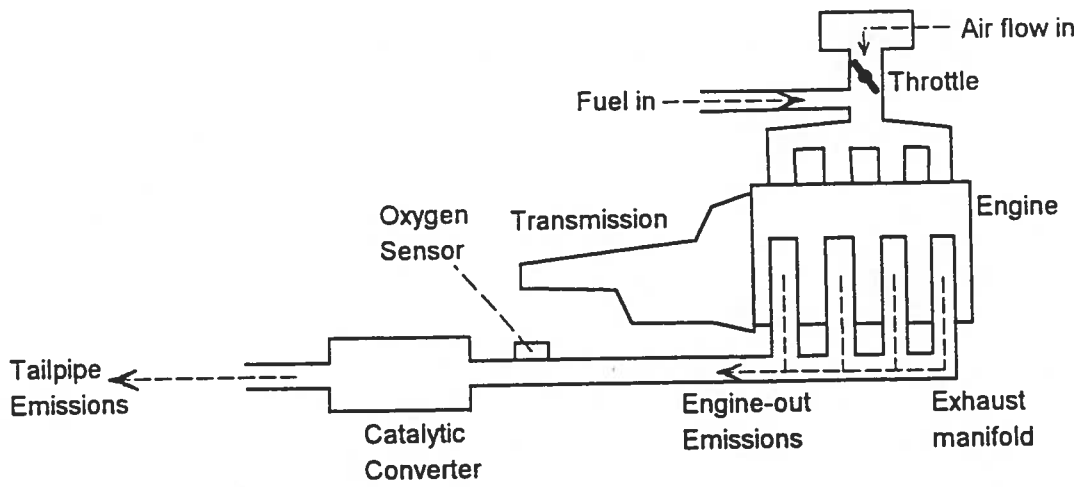 Air flow in
Throttle
Fuel in
Engine
Transmission
Oxygen
Sensor
Tailpipe
Emissions
Catalytic
Converter
Engine-out
Emissions
Exhaust
manifold